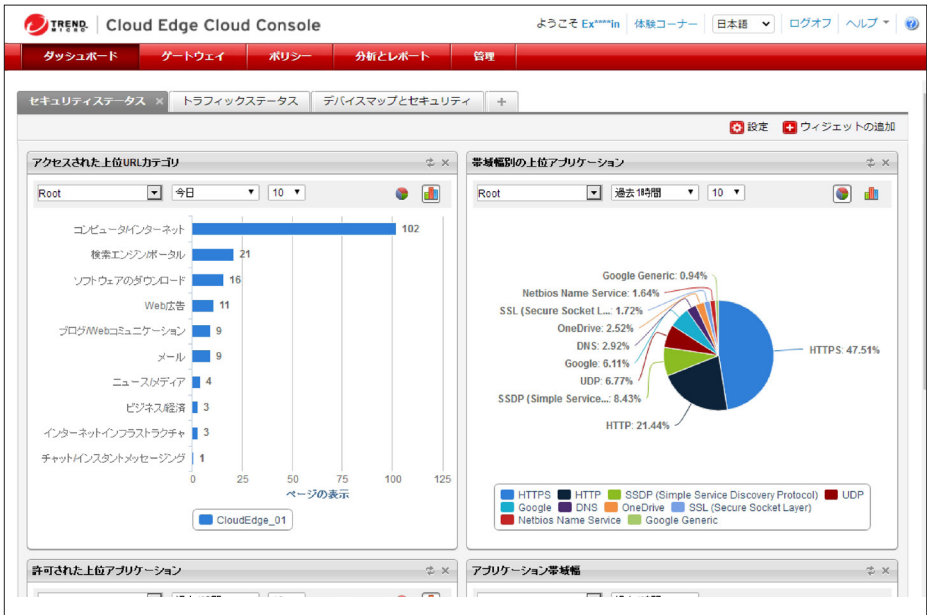 TREND MICRO Cloud Edge Cloud Console ようこそ Ex****in 体験コーナー 日本語 ログオフ ヘルプ ?
ダッシュボード ゲートウェイ ポリシー 分析とレポート 管理
セキュリティステータス × トラフィックステータス デバイスマップとセキュリティ +
設定 ウィジェットの追加
アクセスされた上位URLカテゴリ
Root 今日 10
コンピュータ/インターネット 102
検索エンジン/ポータル 21
ソフトウェアのダウンロード 16
Web広告 11
ブログ/Webコミュニケーション 9
メール 9
ニュース/メディア 4
ビジネス/経済 3
インターネットインフラストラクチャ 3
チャット/インスタントメッセージング 1
0 25 50 75 100 125
ページの表示
CloudEdge_01
帯域幅別の上位アプリケーション
Root 過去1時間 10
Google Generic: 0.94%
Netbios Name Service: 1.64%
SSL (Secure Socket L...: 1.72%
OneDrive: 2.52%
DNS: 2.92%
Google: 6.11%
UDP: 6.77%
SSDP (Simple Service...: 8.43%
HTTP: 21.44%
HTTPS: 47.51%
HTTPS HTTP SSDP (Simple Service Discovery Protocol) UDP
Google DNS OneDrive SSL (Secure Socket Layer)
Netbios Name Service Google Generic
許可された上位アプリケーション
アプリケーション帯域幅